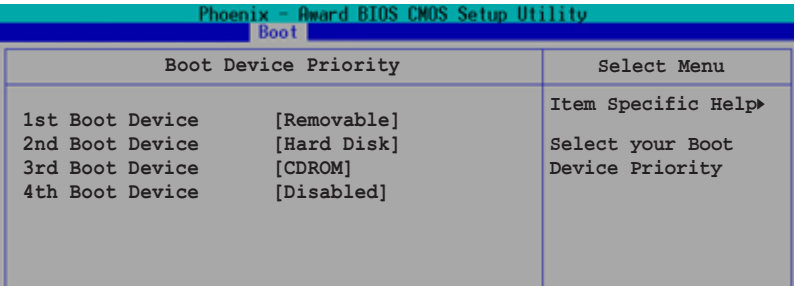 Phoenix - Award BIOS CMOS Setup Utility
Boot
Boot Device Priority
Select Menu
1st Boot Device [Removable]
2nd Boot Device [Hard Disk]
3rd Boot Device [CDROM]
4th Boot Device [Disabled]
Item Specific Help▶
Select your Boot
Device Priority